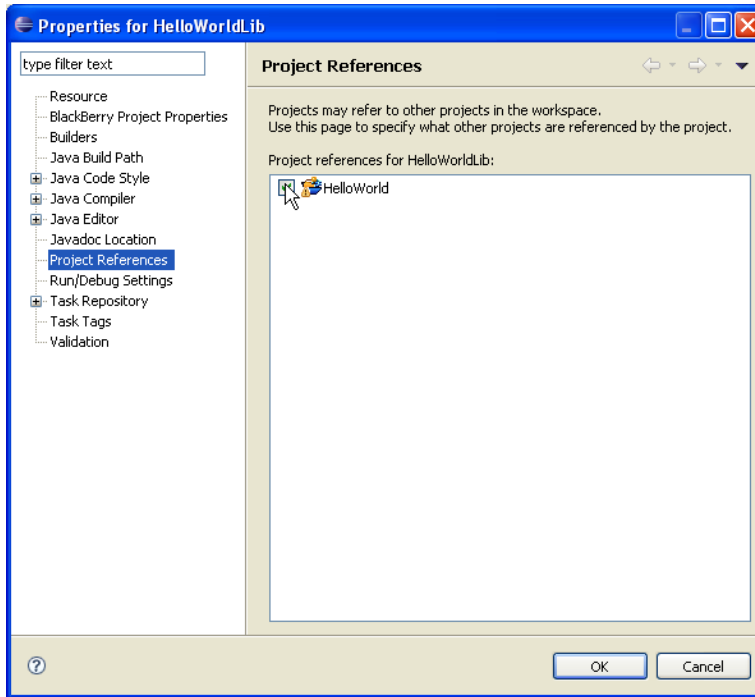 Properties for HelloWorldLib
type filter text
Resource
BlackBerry Project Properties
Builders
Java Build Path
Java Code Style
Java Compiler
Java Editor
Javadoc Location
Project References
Run/Debug Settings
Task Repository
Task Tags
Validation
Project References
Projects may refer to other projects in the workspace.
Use this page to specify what other projects are referenced by the project.
Project references for HelloWorldLib:
HelloWorld
?
OK
Cancel